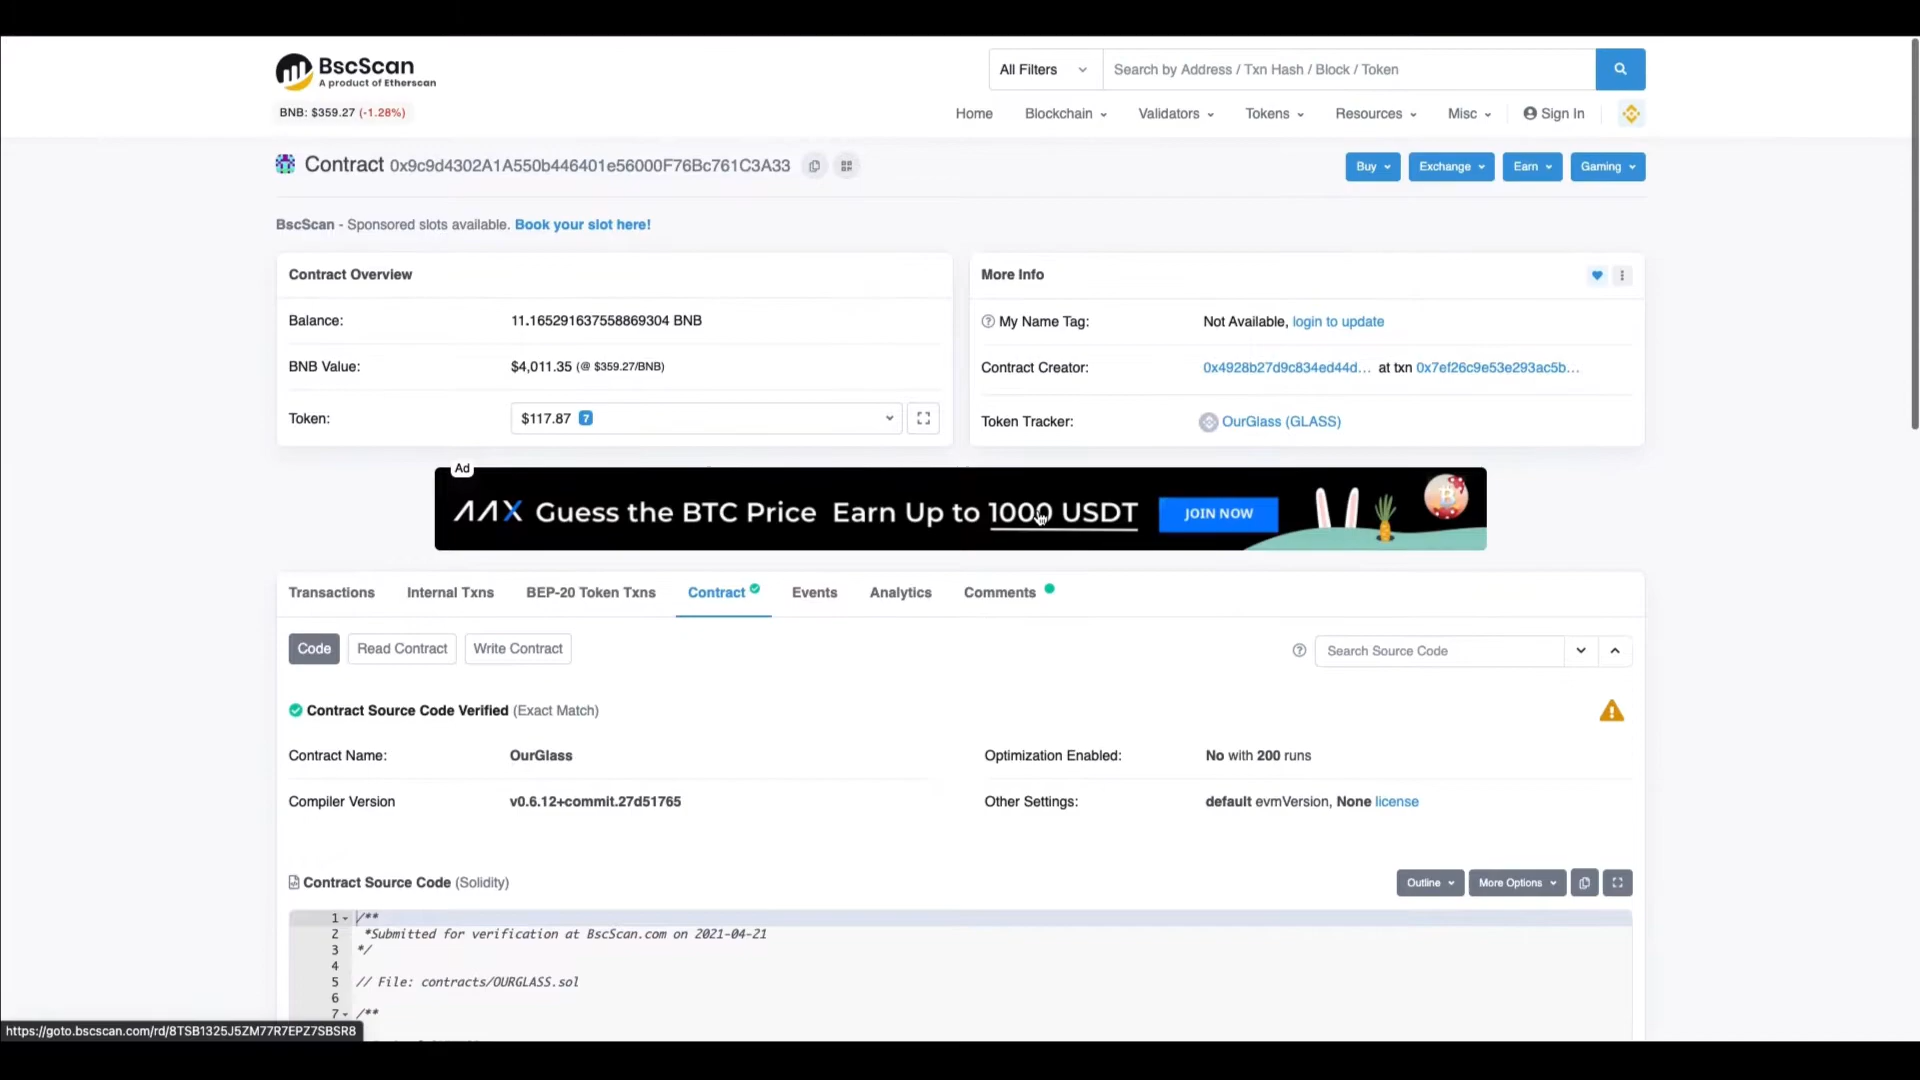 BscScan
A product of Etherscan
All Filters
Search by Address / Txn Hash / Block / Token
BNB: $359.27 (-1.28%)
Home Blockchain Validators Tokens Resources Misc Sign In
Contract 0x9c9d4302A1A550b446401e56000F76Bc761C3A33
Buy Exchange Earn Gaming
BscScan - Sponsored slots available. Book your slot here!
Contract Overview
Balance: 11.165291637558869304 BNB
BNB Value: $4,011.35 (@ $359.27/BNB)
Token: $117.87 7
More Info
My Name Tag: Not Available, login to update
Contract Creator: 0x4928b27d9c834ed44d... at txn 0x7ef26c9e53e293ac5b...
Token Tracker: OurGlass (GLASS)
Ad
AAX Guess the BTC Price Earn Up to 1000 USDT JOIN NOW
Transactions Internal Txns BEP-20 Token Txns Contract Events Analytics Comments
Code Read Contract Write Contract
Search Source Code
Contract Source Code Verified (Exact Match)
Contract Name: OurGlass
Optimization Enabled: No with 200 runs
Compiler Version v0.6.12+commit.27d51765
Other Settings: default evmVersion, None license
Contract Source Code (Solidity)
Outline More Options
1 /**
2 *Submitted for verification at BscScan.com on 2021-04-21
3 */
4
5 // File: contracts/OURGLASS.sol
6
7 /**
https://goto.bscscan.com/rd/8TSB1325J5ZM77R7EPZ7SBSR8